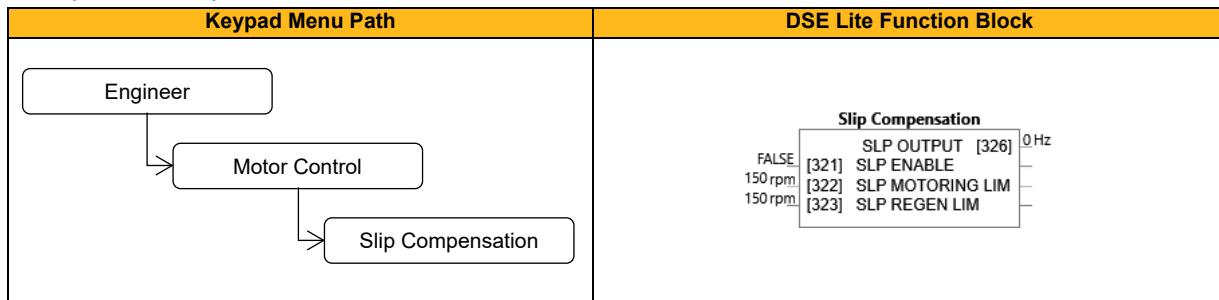 Keypad Menu Path
DSE Lite Function Block
Engineer
Motor Control
Slip Compensation
Slip Compensation
SLP OUTPUT [326] 0 Hz
FALSE [321] SLP ENABLE
150 rpm [322] SLP MOTORING LIM
150 rpm [323] SLP REGEN LIM